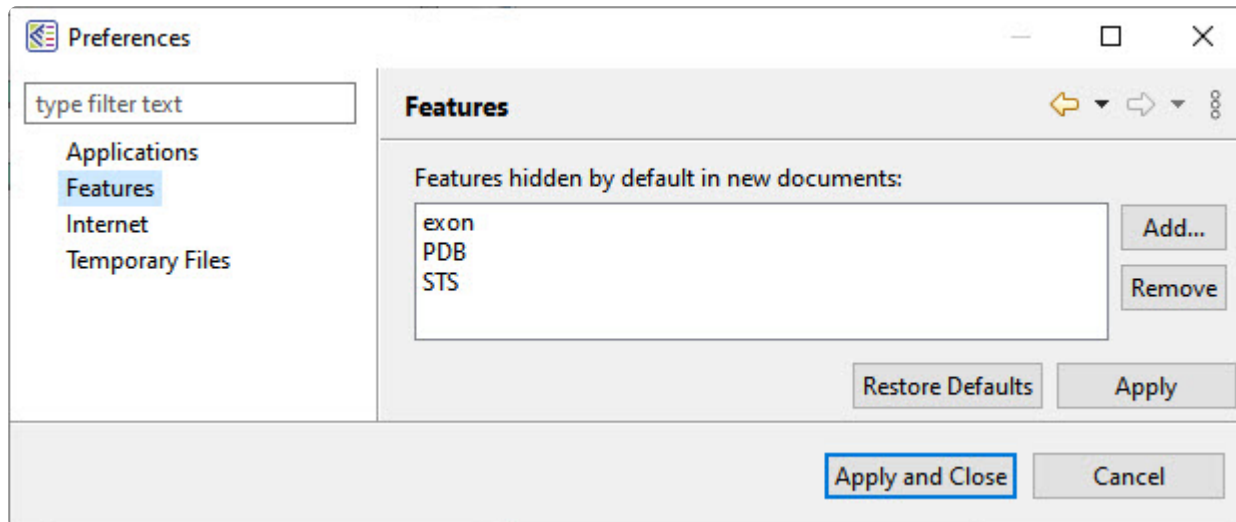 Preferences
type filter text
Applications
Features
Internet
Temporary Files
Features
Features hidden by default in new documents:
exon
PDB
STS
Add...
Remove
Restore Defaults
Apply
Apply and Close
Cancel